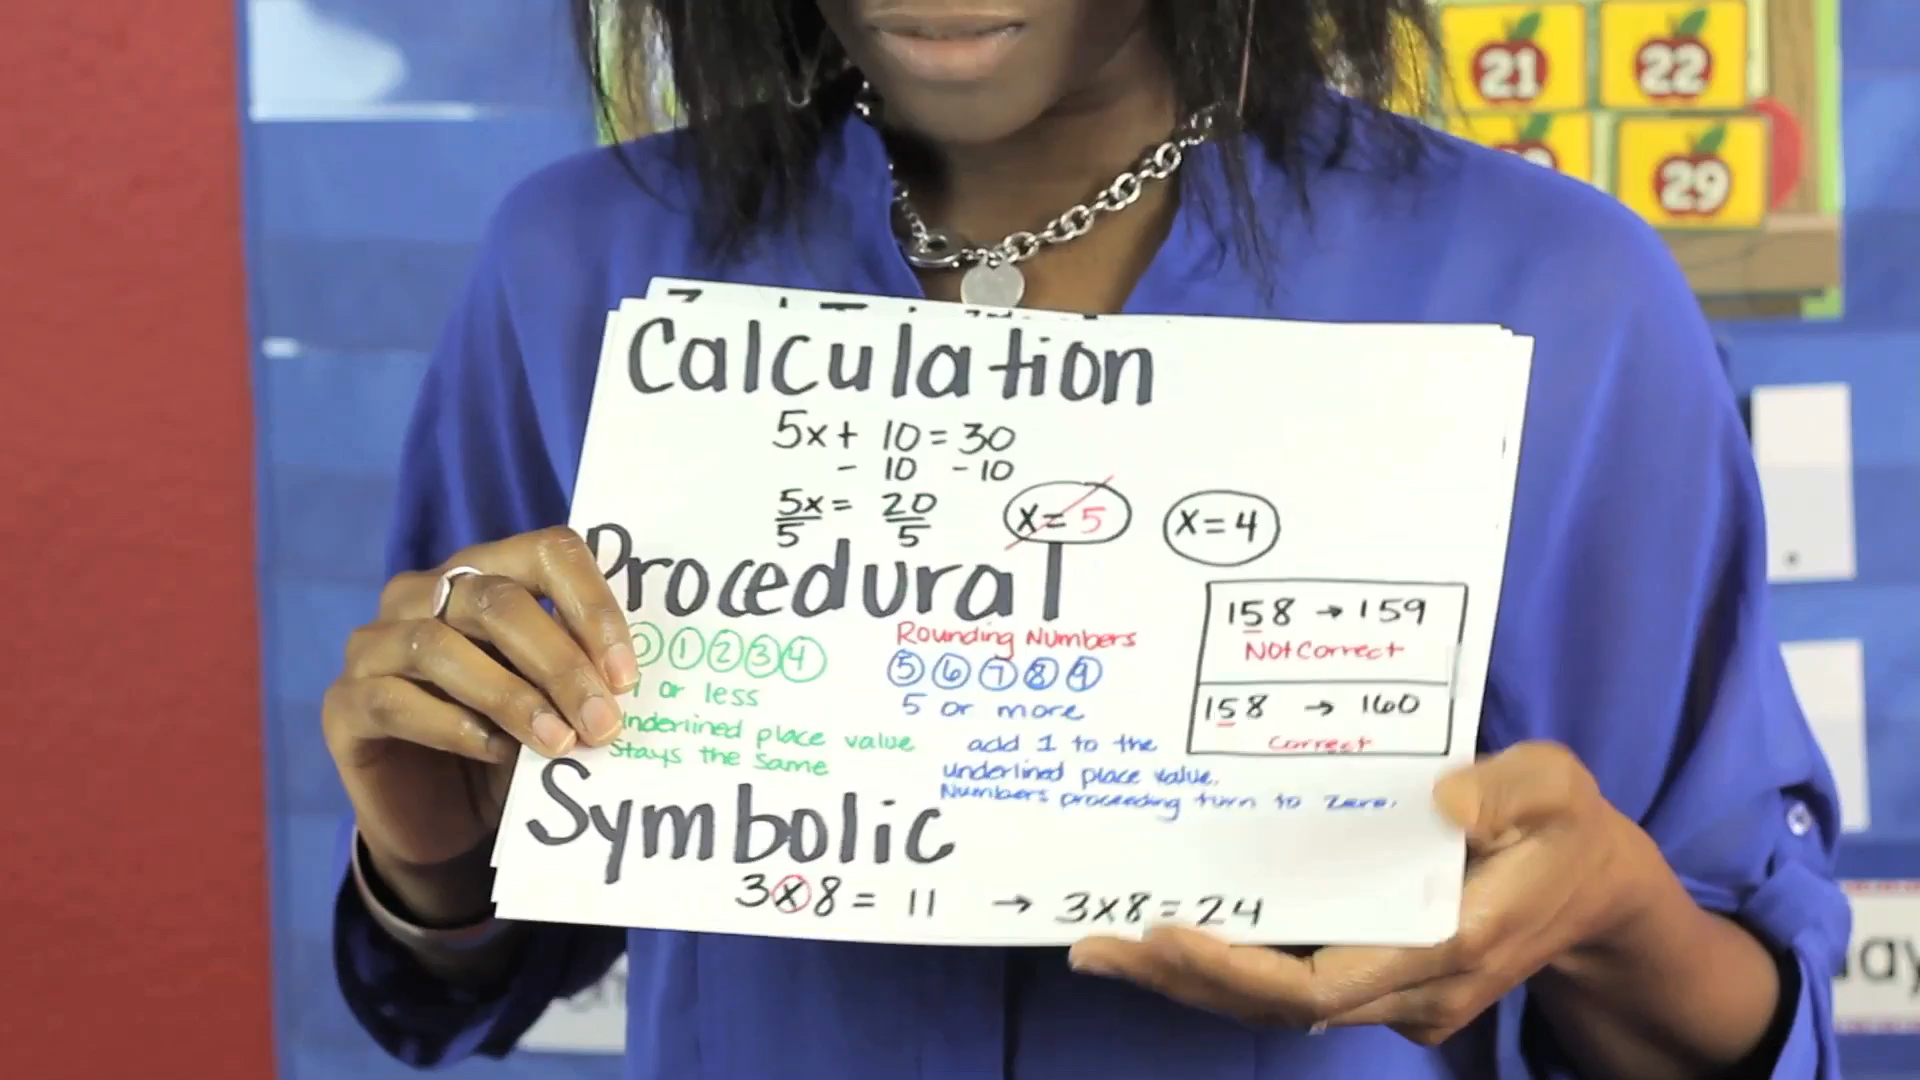 21 22
29
Calculation
5x + 10 = 30
- 10 - 10
5x = 20
5 5
x = 5
x = 4
Procedural
0 1 2 3 4
or less
Underlined place value
Stays the same
Rounding Numbers
5 6 7 8 9
5 or more
add 1 to the
underlined place value.
Numbers proceeding turn to zero.
158 → 159
Not Correct
158 → 160
Correct
Symbolic
3 x 8 = 11 → 3 x 8 = 24